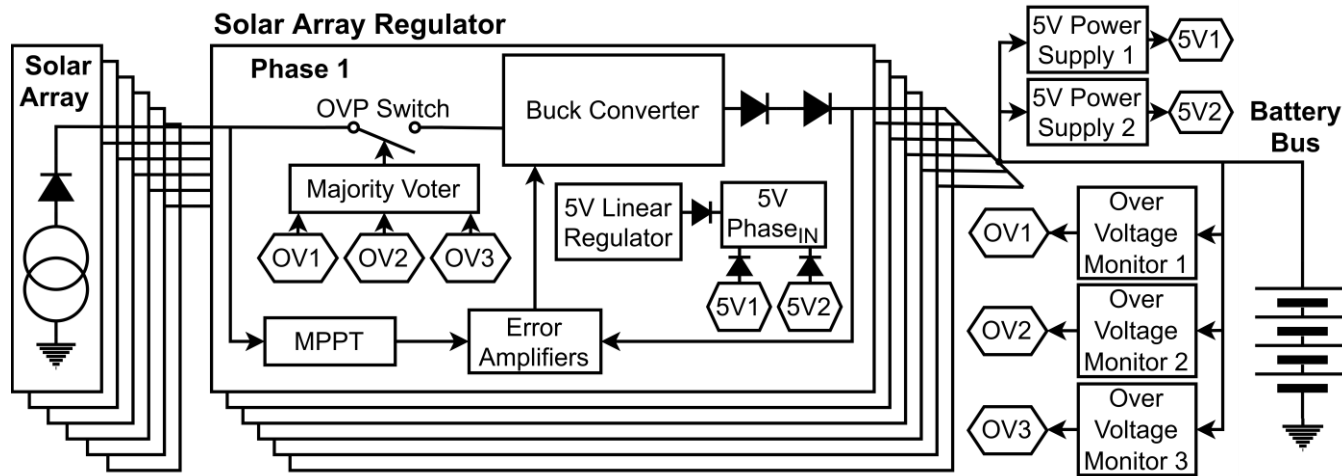 Solar Array Regulator
Solar
Array
Phase 1
OVP Switch
Buck Converter
Majority Voter
OV1
OV2
OV3
5V Linear
Regulator
5V
PhaseIN
5V1
5V2
MPPT
Error
Amplifiers
5V Power
Supply 1
5V1
5V Power
Supply 2
5V2
Battery
Bus
OV1
Over
Voltage
Monitor 1
OV2
Over
Voltage
Monitor 2
OV3
Over
Voltage
Monitor 3